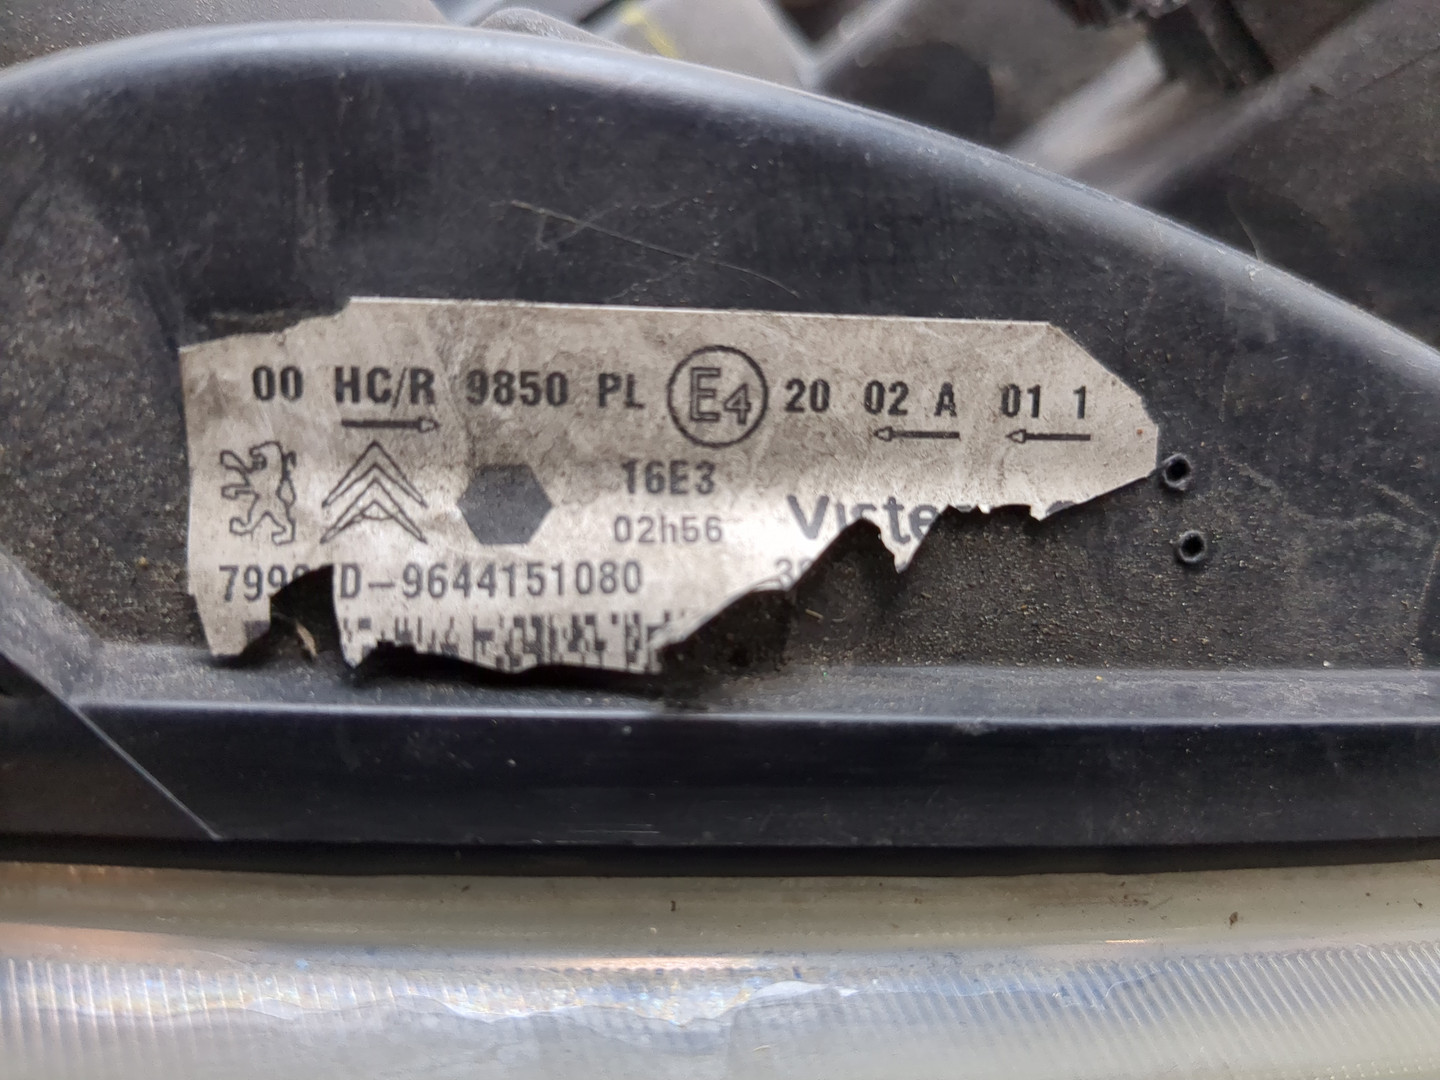 00 HC/R 9850 PL E4 20 02 A 01 1
16E3
02h56
D-9644151080